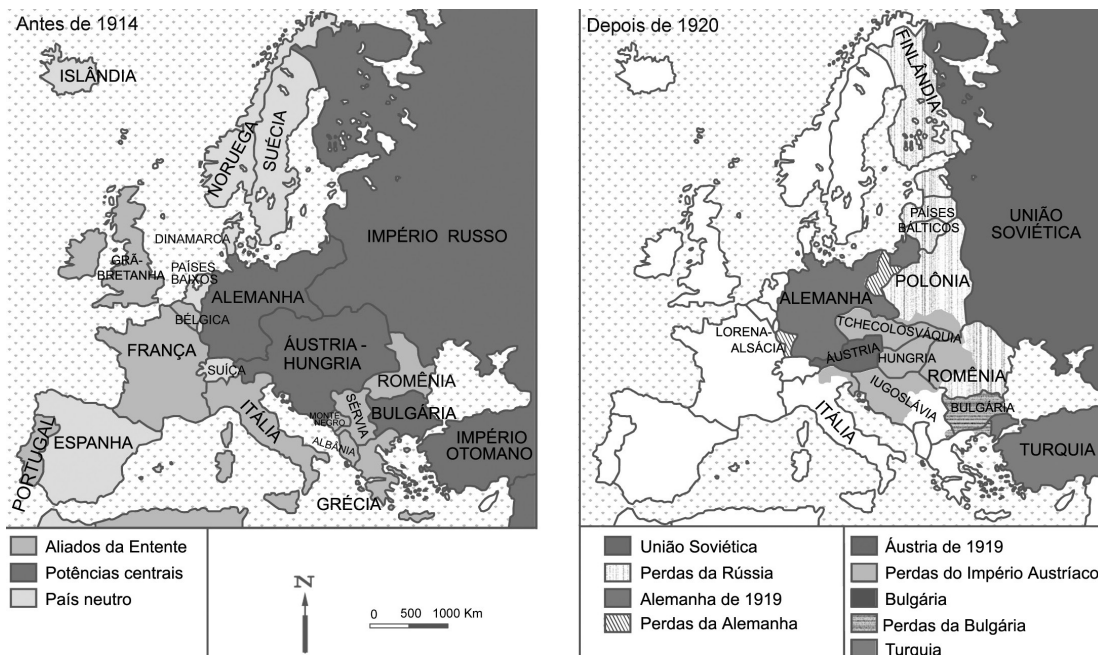 Antes de 1914
ISLÂNDIA
NORUEGA
SUÉCIA
IMPÉRIO RUSSO
DINAMARCA
GRÃ-
BRETANHA
PAÍSES
BAIXOS
ALEMANHA
BÉLGICA
FRANÇA
ÁUSTRIA -
HUNGRIA
SUÍÇA
ROMÊNIA
SÉRVIA
MONTE
NEGRO
BULGÁRIA
ITÁLIA
ALBÂNIA
PORTUGAL
ESPANHA
IMPÉRIO
OTOMANO
GRÉCIA
Aliados da Entente
Potências centrais
País neutro
N
0 500 1000 Km
Depois de 1920
FINLÂNDIA
PAÍSES
BÁLTICOS
UNIÃO
SOVIÉTICA
POLÔNIA
ALEMANHA
TCHECOLOSVÁQUIA
LORENA-
ALSÁCIA
ÁUSTRIA
HUNGRIA
ROMÊNIA
IUGOSLÁVIA
BULGÁRIA
ITÁLIA
TURQUIA
União Soviética
Perdas da Rússia
Alemanha de 1919
Perdas da Alemanha
Áustria de 1919
Perdas do Império Austríaco
Bulgária
Perdas da Bulgária
Turquia